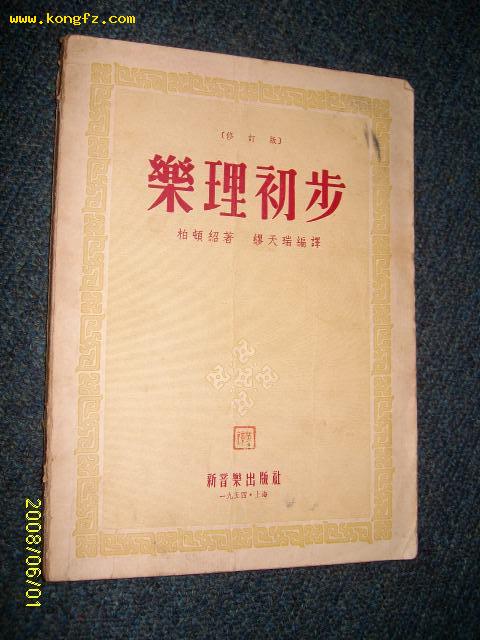 www.kongfz.com
〔修訂版〕
樂理初步
柏頓紹著 繆天瑞編譯
新音樂出版社
一九五四·上海
2008/06/01